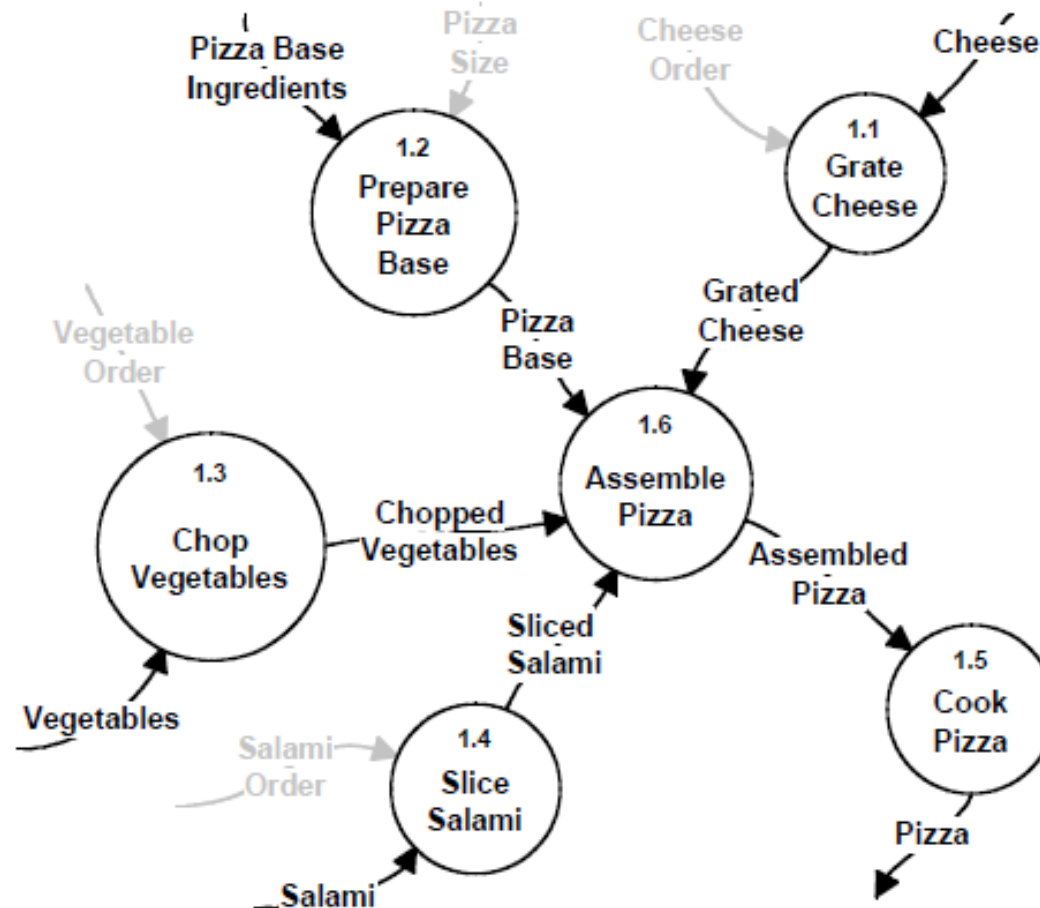 Pizza Base
Ingredients
Pizza
Size
Cheese
Order
Cheese
1.2
Prepare
Pizza
Base
1.1
Grate
Cheese
Vegetable
Order
Pizza
Base
Grated
Cheese
1.3
Chop
Vegetables
Chopped
Vegetables
1.6
Assemble
Pizza
Assembled
Pizza
Sliced
Salami
Vegetables
Salami
Order
1.4
Slice
Salami
1.5
Cook
Pizza
Salami
Pizza